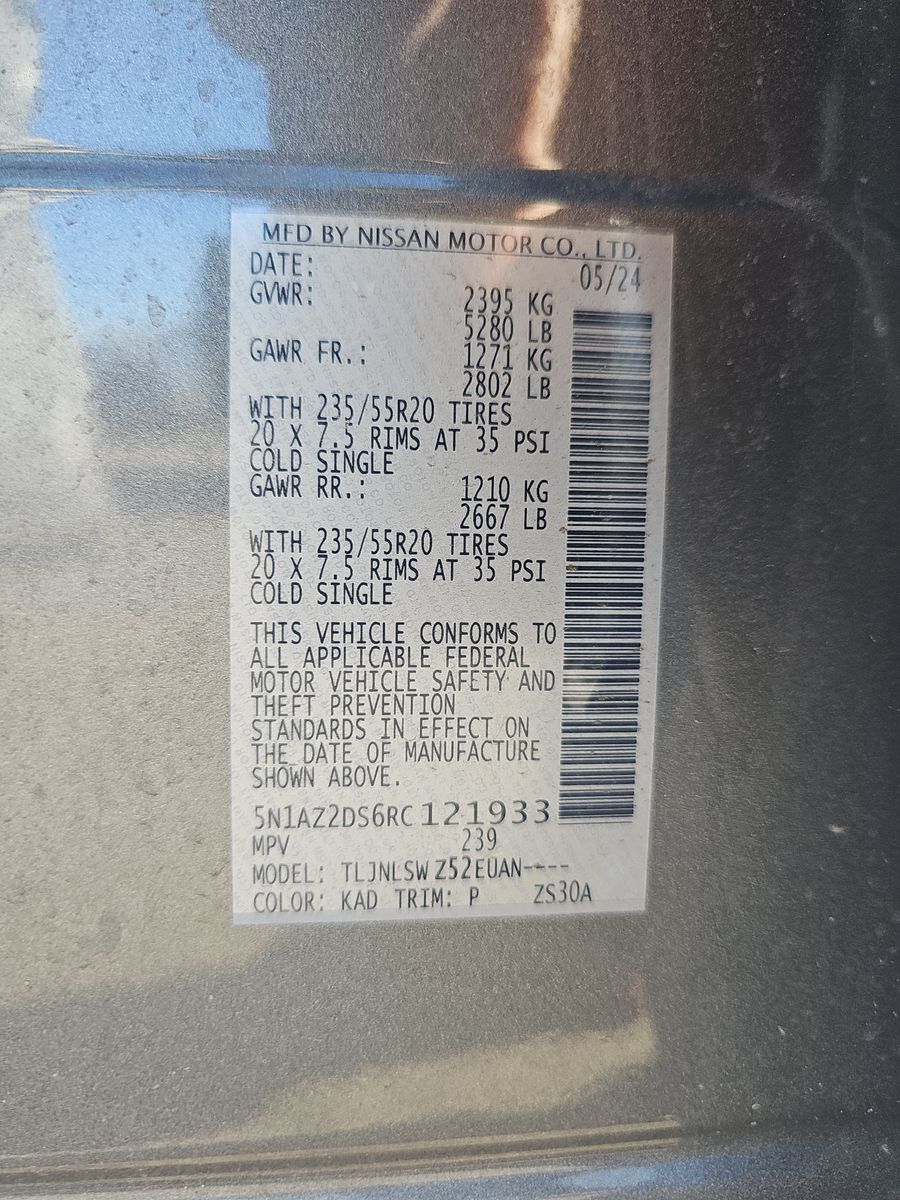 MFD BY NISSAN MOTOR CO., LTD.
DATE: 05/24
GVWR: 2395 KG
5280 LB
GAWR FR.: 1271 KG
2802 LB
WITH 235/55R20 TIRES
20 X 7.5 RIMS AT 35 PSI
COLD SINGLE
GAWR RR.: 1210 KG
2667 LB
WITH 235/55R20 TIRES
20 X 7.5 RIMS AT 35 PSI
COLD SINGLE
THIS VEHICLE CONFORMS TO
ALL APPLICABLE FEDERAL
MOTOR VEHICLE SAFETY AND
THEFT PREVENTION
STANDARDS IN EFFECT ON
THE DATE OF MANUFACTURE
SHOWN ABOVE.
5N1AZ2DS6RC121933
MPV 239
MODEL: TLJNLSW Z52EUAN----
COLOR: KAD TRIM: P ZS30A